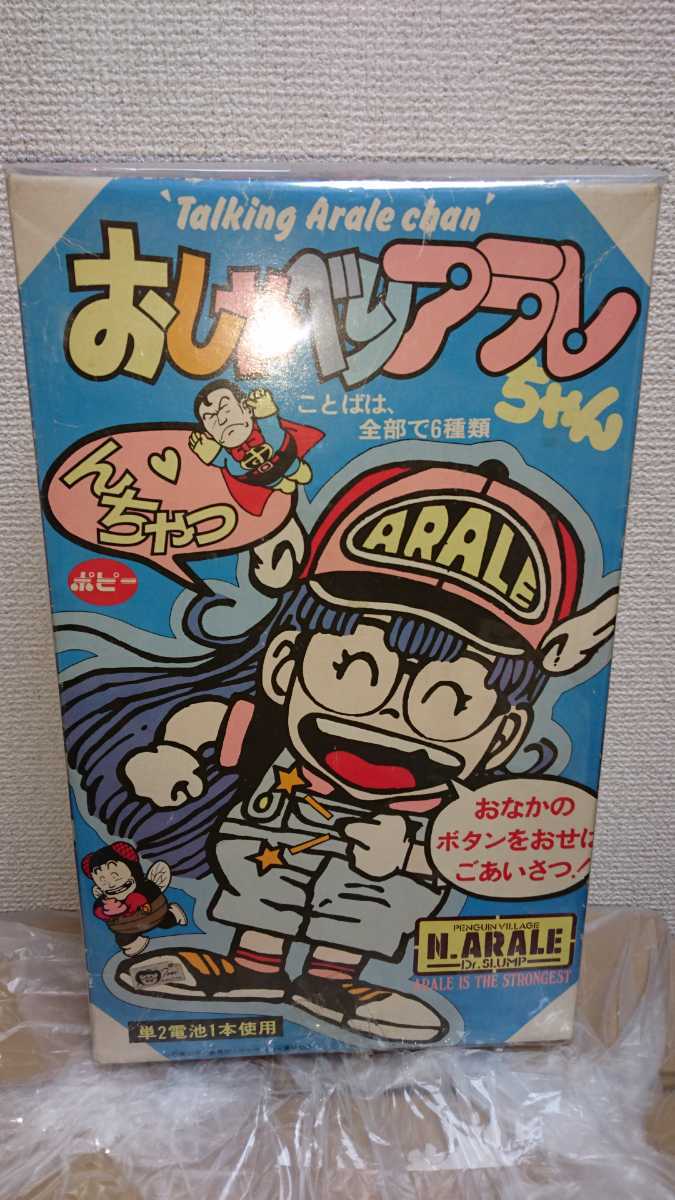 'Talking Arale chan'
おしゃべりアラレ
ちゃん
ことばは、
全部で6種類
んちゃっ
ポピー
ARALE
おなかの
ボタンをおせば
ごあいさつ!
PENGUIN VILLAGE
N.ARALE
Dr.SLUMP
ARALE IS THE STRONGEST
単2電池1本使用